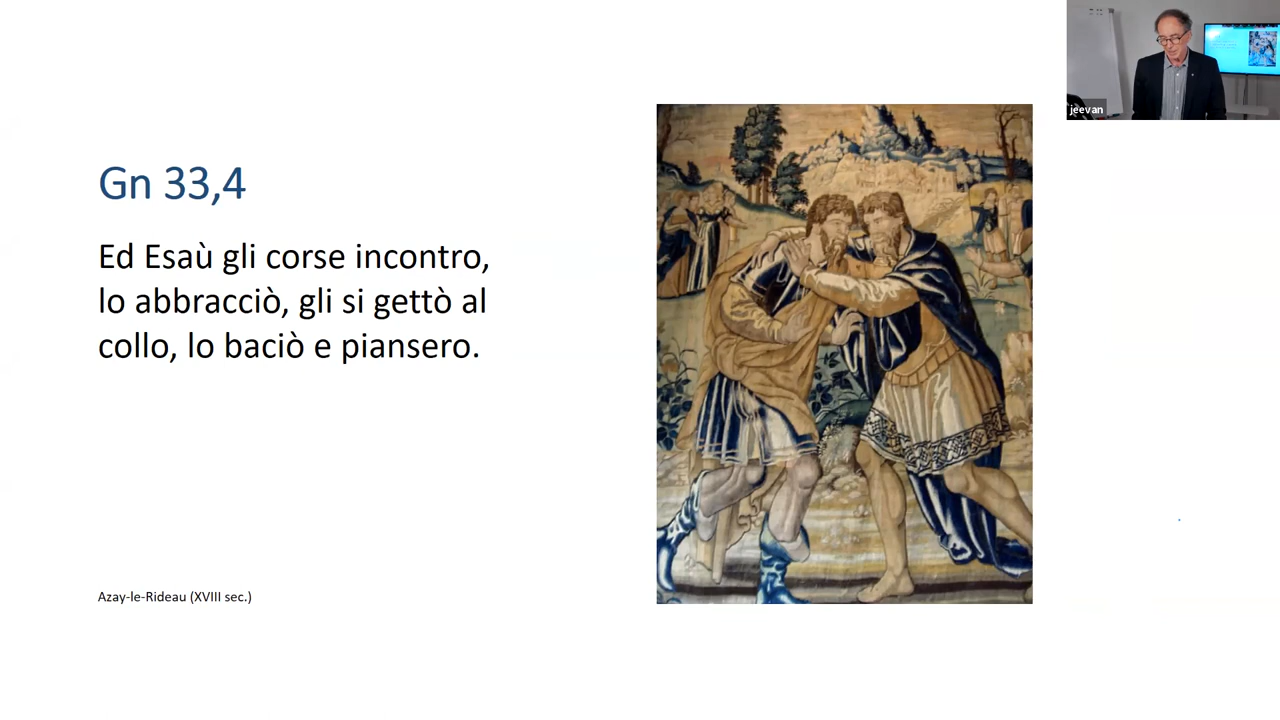 Gn 33,4
Ed Esaù gli corse incontro,
lo abbracciò, gli si gettò al
collo, lo baciò e piansero.
Azay-le-Rideau (XVIII sec.)
jeevan